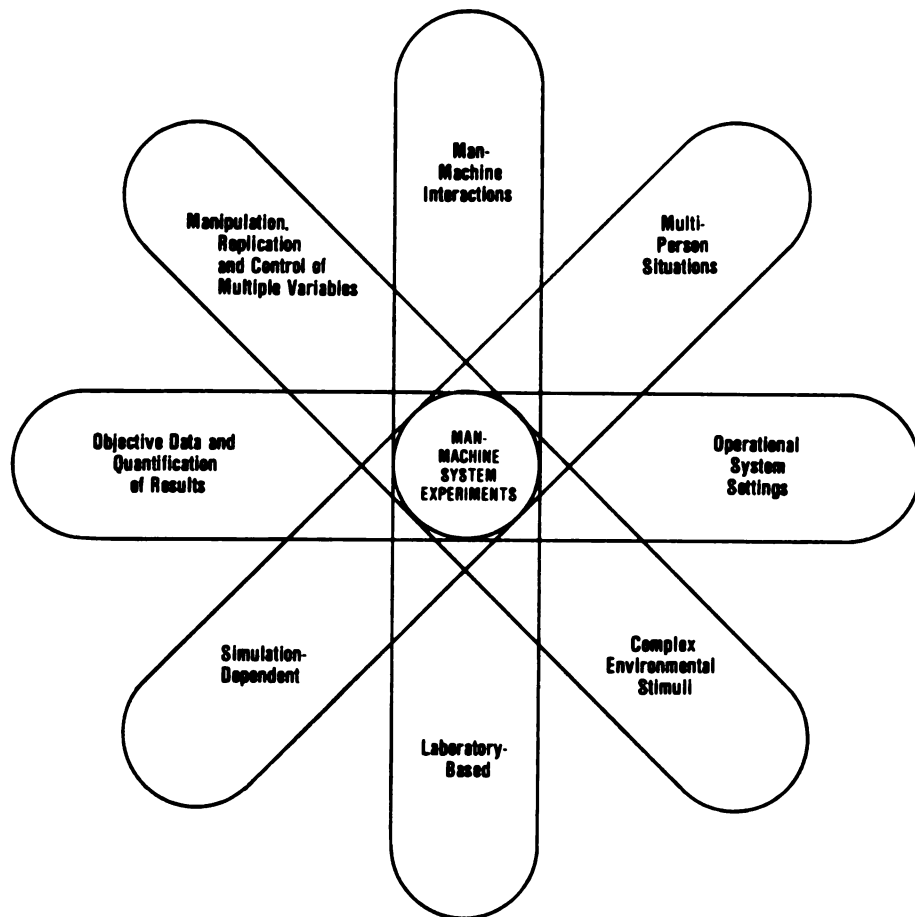 Man-
Machine
Interactions
Manipulation,
Replication
and Control of
Multiple Variables
Multi-
Person
Situations
Objective Data and
Quantification
of Results
MAN-
MACHINE
SYSTEM
EXPERIMENTS
Operational
System
Settings
Simulation-
Dependent
Complex
Environmental
Stimuli
Laboratory-
Based